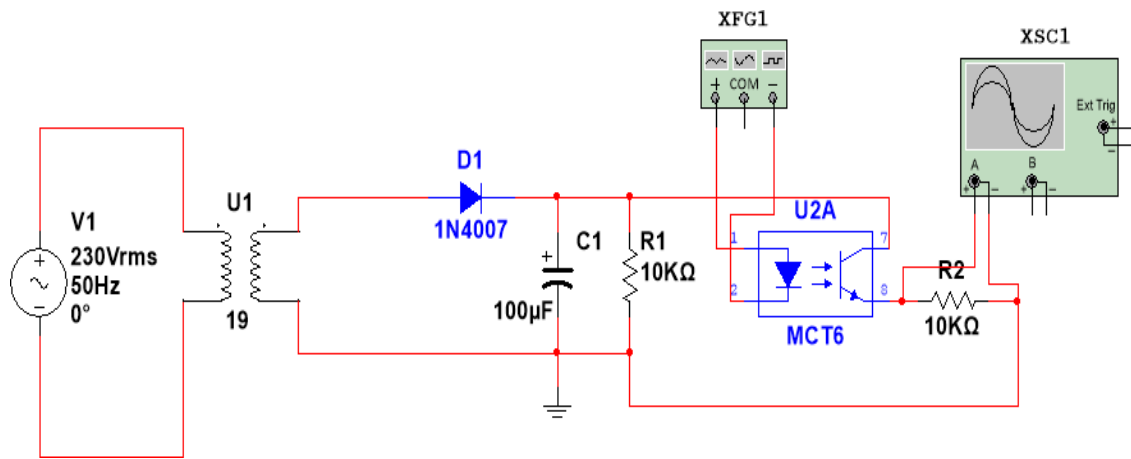 XFG1
XSC1
+ COM −
Ext Trig
+
−
A
B
+ − + −
V1
230Vrms
50Hz
0°
+
~
U1
19
D1
1N4007
C1
+
100µF
R1
10KΩ
U2A
1
2
7
8
MCT6
R2
10KΩ